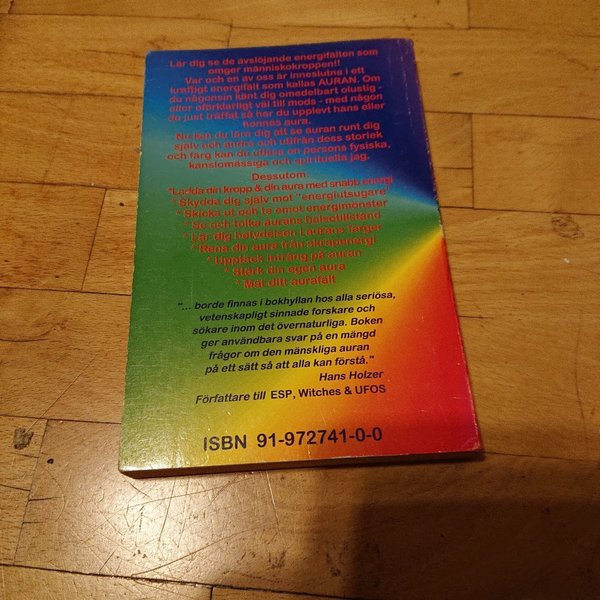 Lär dig se de avslöjande energifälten som
omger människokroppen!!
Var och en av oss är inneslutna i ett
kraftigt energifält som kallas AURAN. Om
du någonsin känt dig omedelbart olustig -
eller oförklarligt väl till mods - med någon
du just träffat så har du upplevt hans eller
hennes aura.
Nu kan du lära dig att se auran runt dig
själv och andra och utifrån dess storlek
och färg kan du utläsa en persons fysiska,
känslomässiga och spirituella jag.
Dessutom:
*Ladda din kropp & din aura med snabb energi
* Skydda dig själv mot "energiutsugare"
* Skicka ut och ta emot energimönster
* Se och tolka aurans hälsotillstånd
* Lär dig betydelsen i aurans färger
* Rena din aura från skräpenergi
* Upptäck intrång på auran
* Stärk din egen aura
* Mät ditt aurafält
"... borde finnas i bokhyllan hos alla seriösa,
vetenskapligt sinnade forskare och
sökare inom det övernaturliga. Boken
ger användbara svar på en mängd
frågor om den mänskliga auran
på ett sätt så att alla kan förstå."
Hans Holzer
Författare till ESP, Witches & UFOS
ISBN 91-972741-0-0